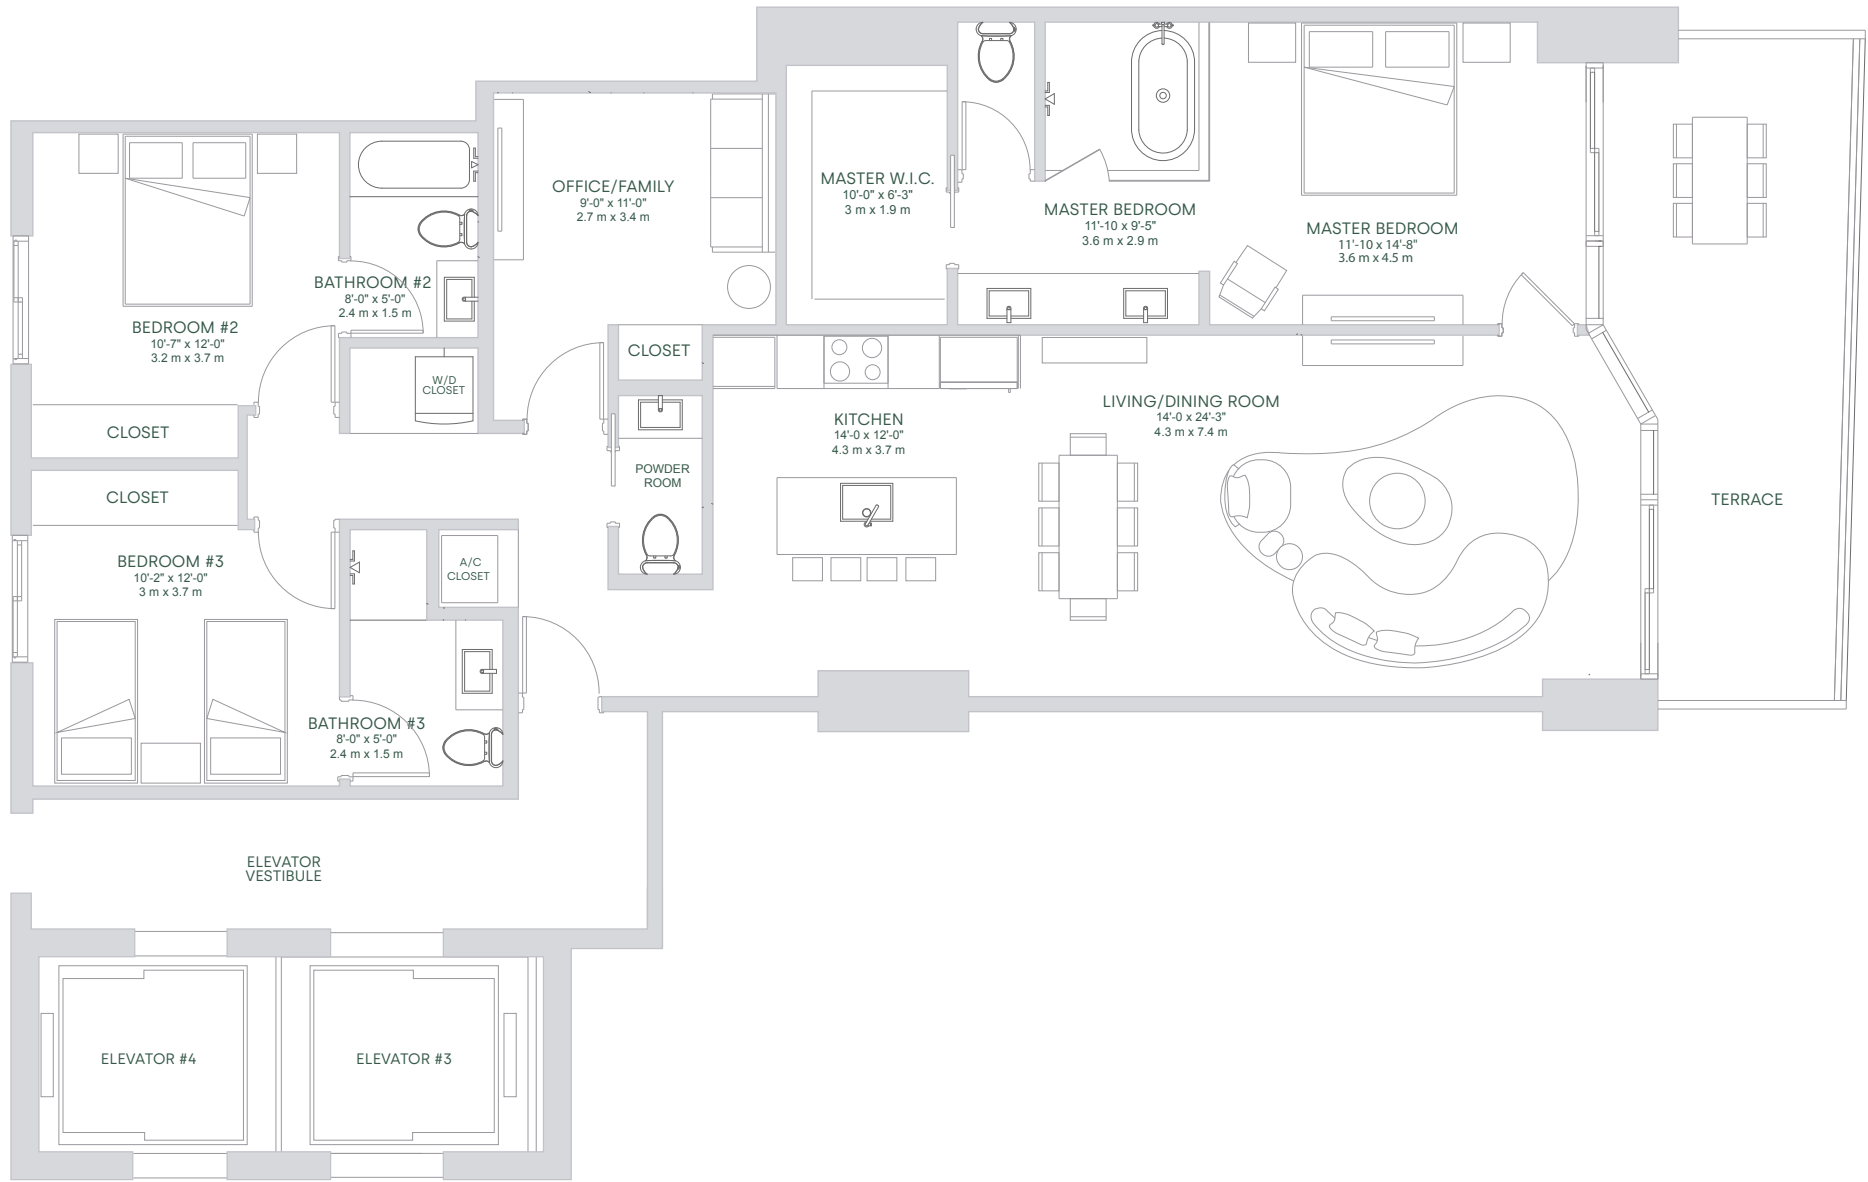 OFFICE/FAMILY
9'-0" x 11'-0"
2.7 m x 3.4 m
MASTER W.I.C.
10'-0" x 6'-3"
3 m x 1.9 m
MASTER BEDROOM
11'-10 x 9'-5"
3.6 m x 2.9 m
MASTER BEDROOM
11'-10 x 14'-8"
3.6 m x 4.5 m
BATHROOM #2
8'-0" x 5'-0"
2.4 m x 1.5 m
BEDROOM #2
10'-7" x 12'-0"
3.2 m x 3.7 m
CLOSET
W/D
CLOSET
CLOSET
KITCHEN
14'-0 x 12'-0"
4.3 m x 3.7 m
LIVING/DINING ROOM
14'-0 x 24'-3"
4.3 m x 7.4 m
POWDER
ROOM
CLOSET
TERRACE
BEDROOM #3
10'-2" x 12'-0"
3 m x 3.7 m
A/C
CLOSET
BATHROOM #3
8'-0" x 5'-0"
2.4 m x 1.5 m
ELEVATOR
VESTIBULE
ELEVATOR #4
ELEVATOR #3